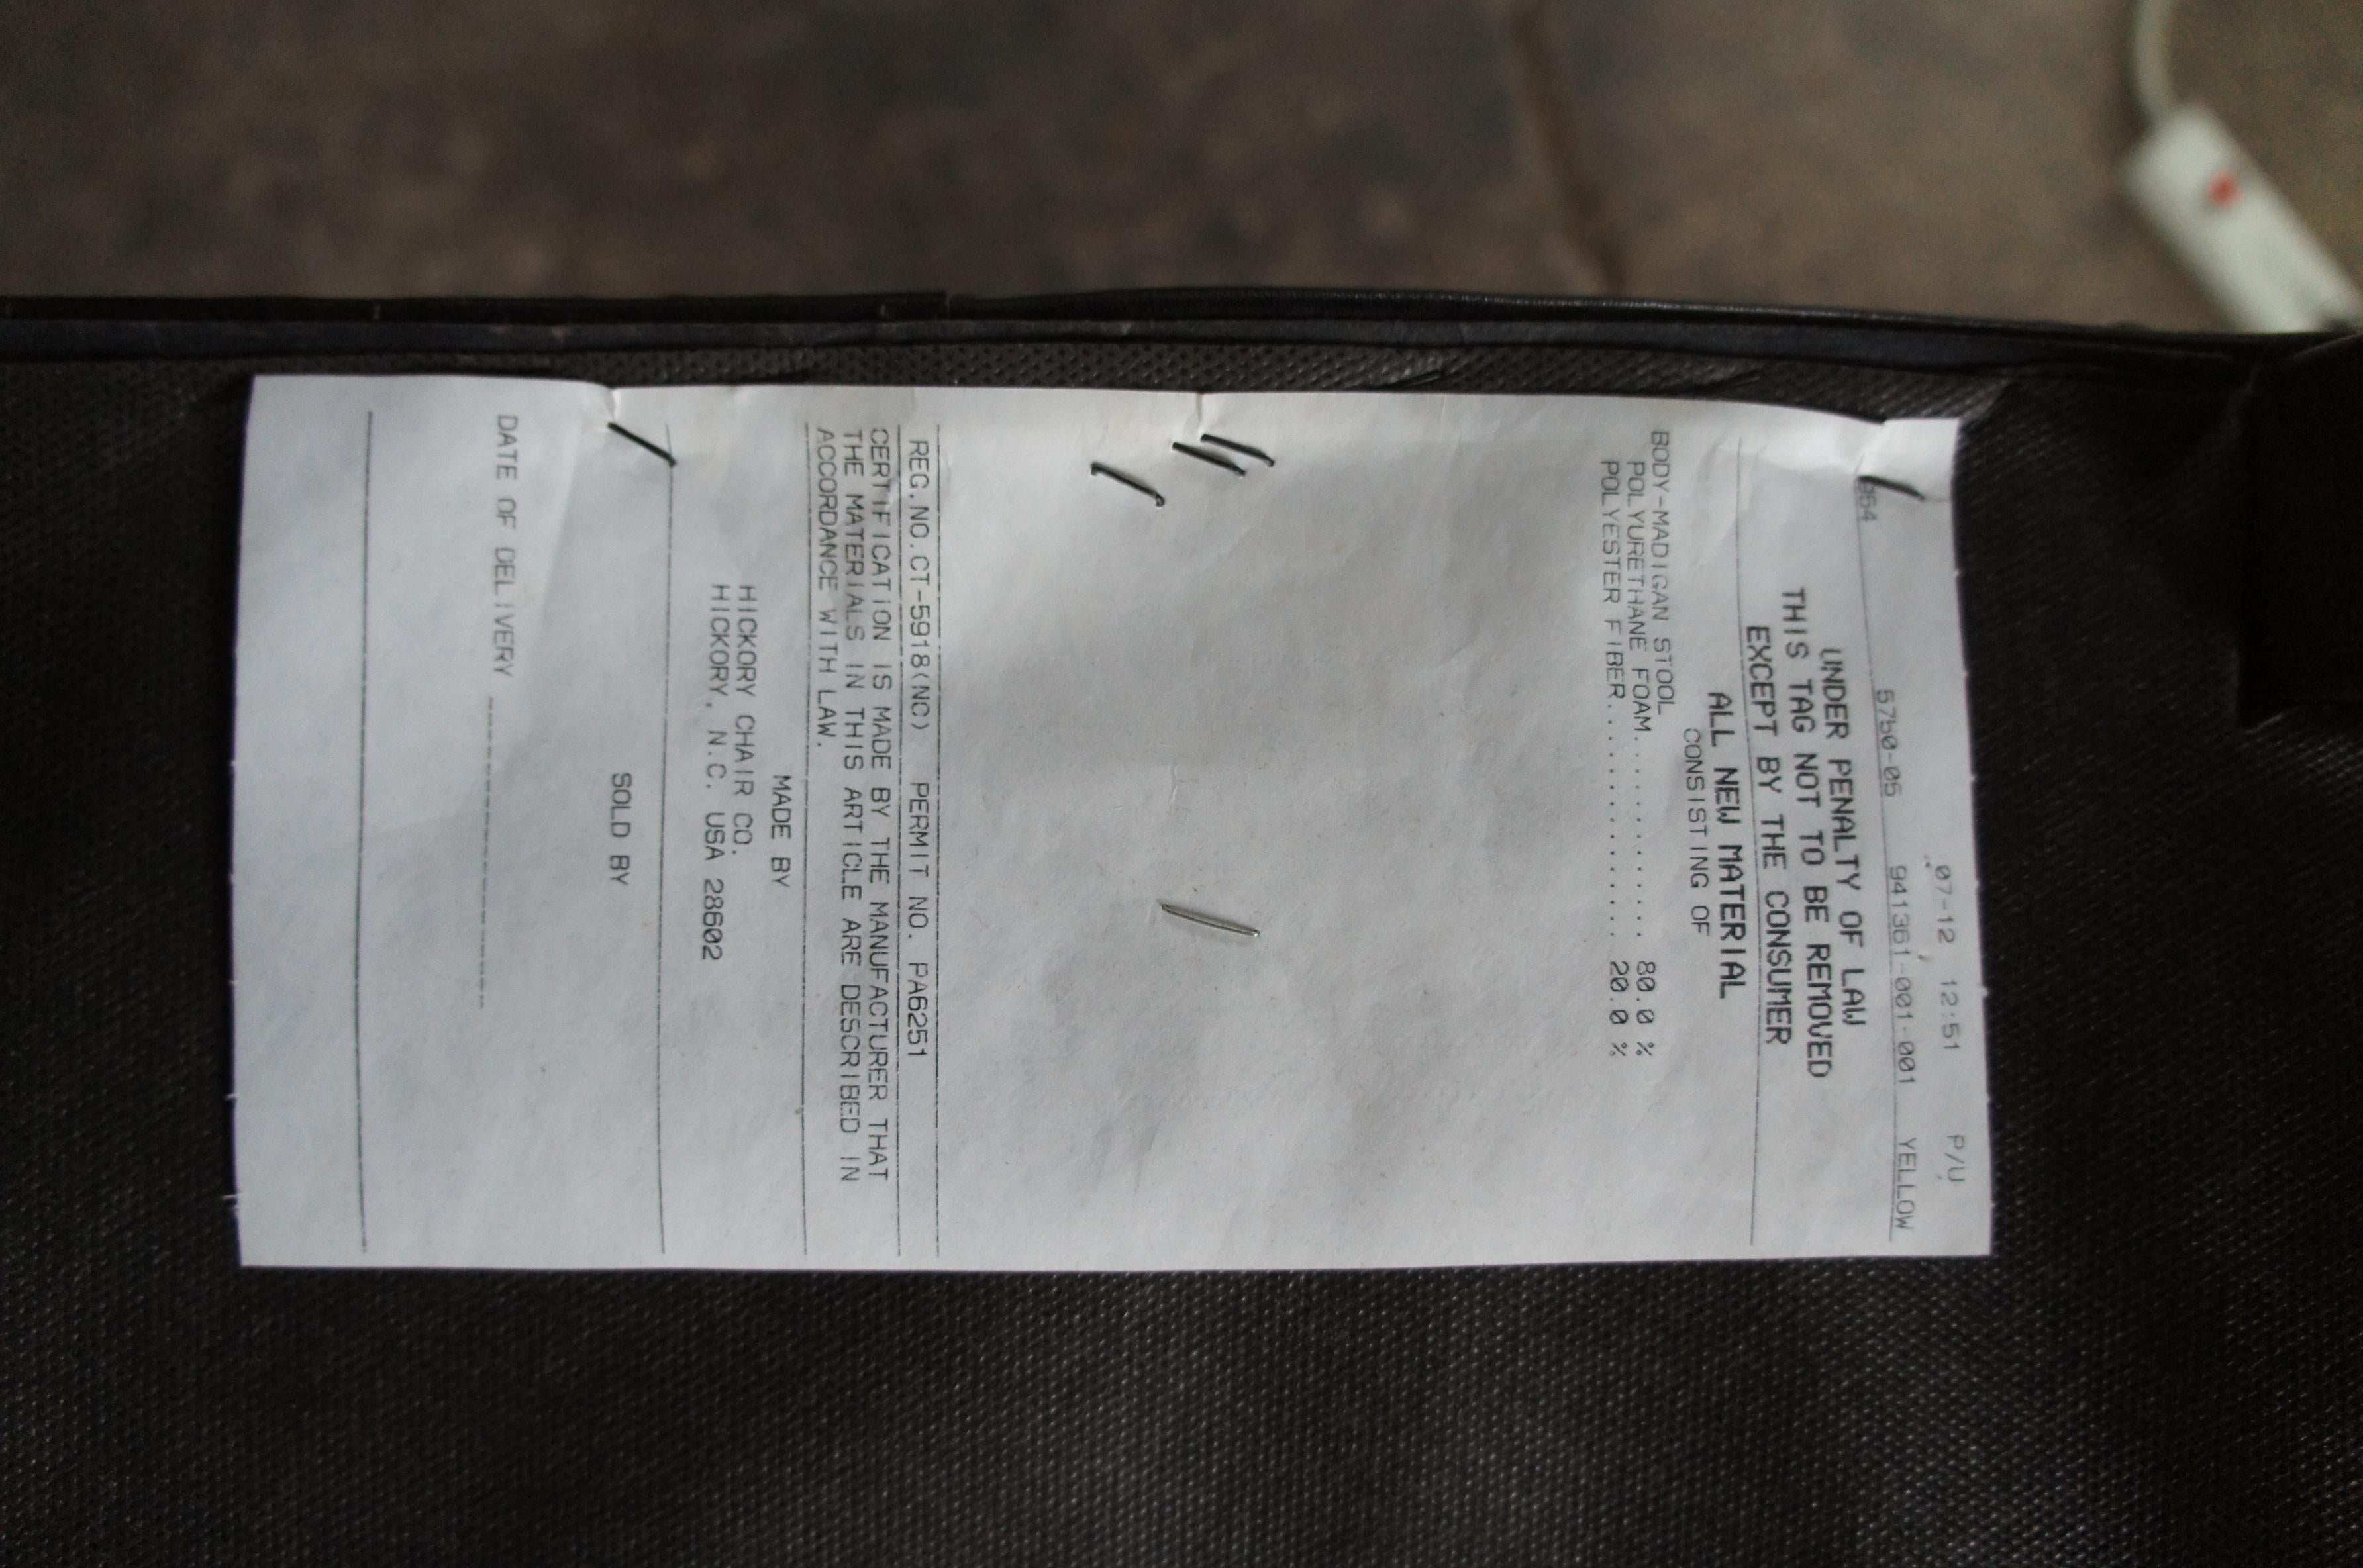 07-12 12:51 P/U
5750-05 941361-001-001 YELLOW
954
UNDER PENALTY OF LAW
THIS TAG NOT TO BE REMOVED
EXCEPT BY THE CONSUMER
ALL NEW MATERIAL
CONSISTING OF
BODY-MADIGAN STOOL
POLYURETHANE FOAM.............. 80.0 %
POLYESTER FIBER................ 20.0 %
REG.NO.CT-5918(NC) PERMIT NO. PA6251
CERTIFICATION IS MADE BY THE MANUFACTURER THAT
THE MATERIALS IN THIS ARTICLE ARE DESCRIBED IN
ACCORDANCE WITH LAW.
MADE BY
HICKORY CHAIR CO.
HICKORY, N.C. USA 28602
SOLD BY
DATE OF DELIVERY ______________________